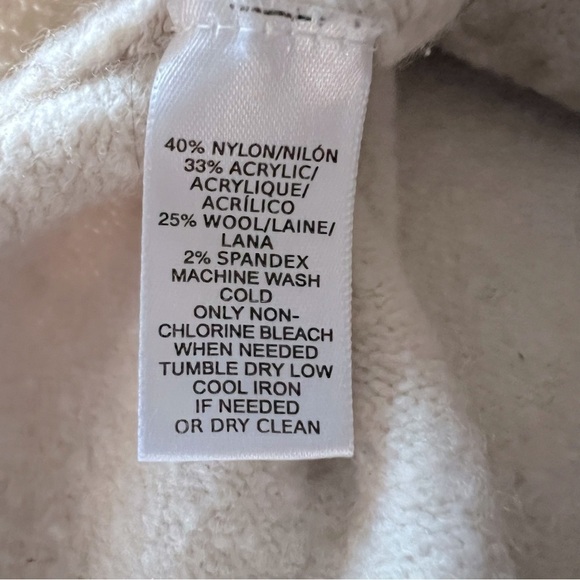 40% NYLON/NILÓN
33% ACRYLIC/
ACRYLIQUE/
ACRÍLICO
25% WOOL/LAINE/
LANA
2% SPANDEX
MACHINE WASH
COLD
ONLY NON-
CHLORINE BLEACH
WHEN NEEDED
TUMBLE DRY LOW
COOL IRON
IF NEEDED
OR DRY CLEAN